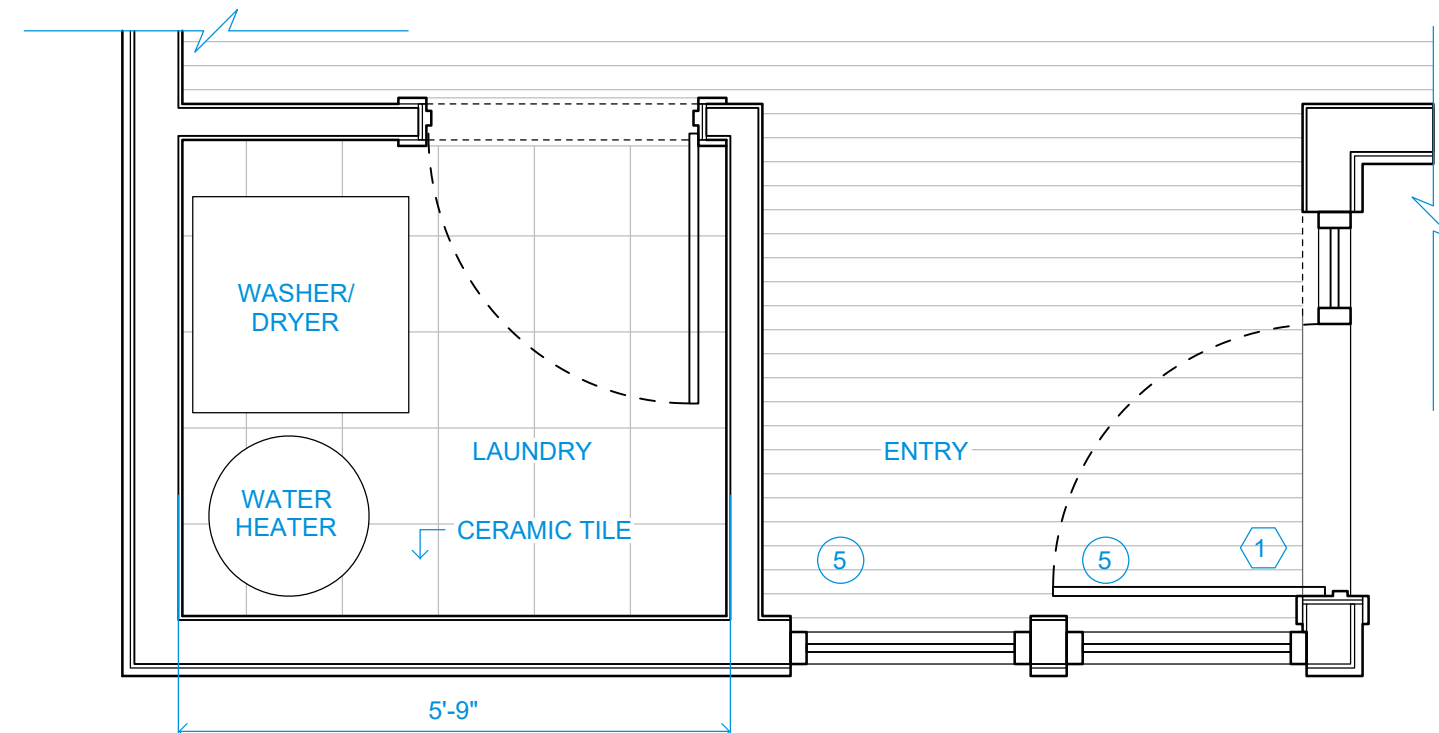 WASHER/
DRYER
LAUNDRY
ENTRY
WATER
HEATER
CERAMIC TILE
5
5
1
5'-9"